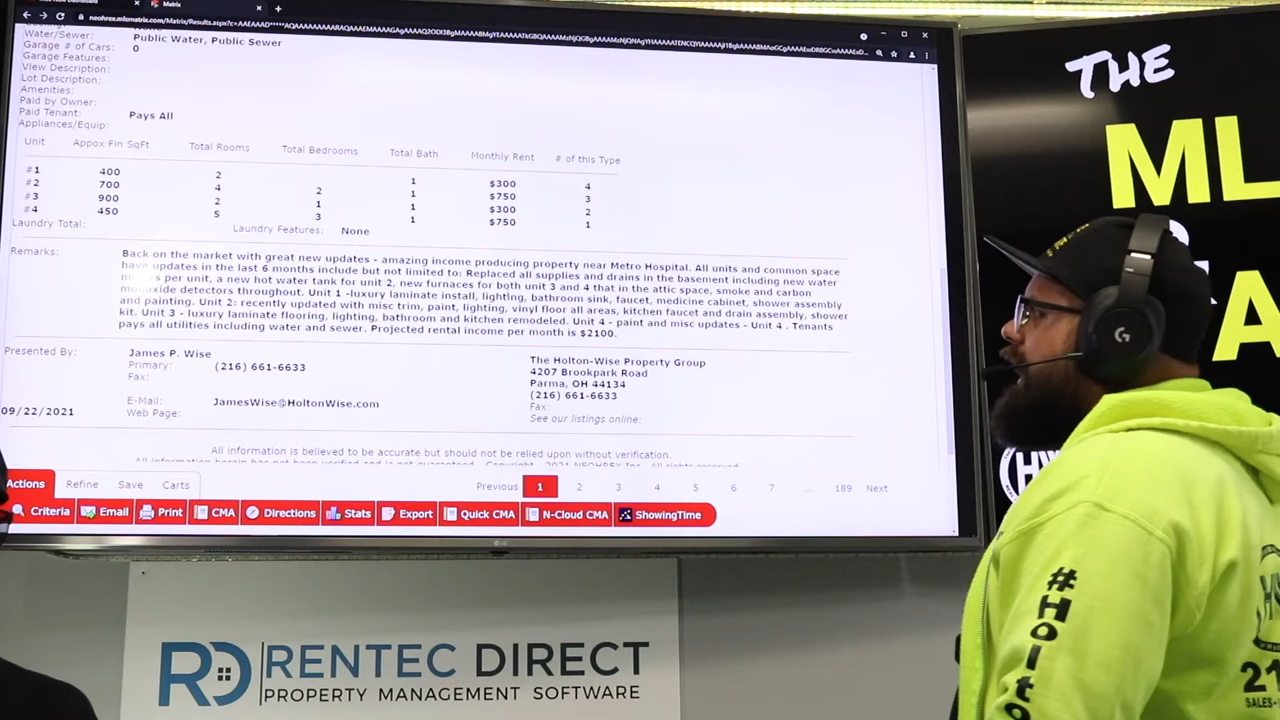 Matrix
neohrex.mlsmatrix.com/Matrix/Results.aspx?
Water/Sewer: Public Water, Public Sewer
Garage # of Cars: 0
Garage Features:
View Description:
Lot Description:
Amenities:
Paid by Owner:
Paid Tenant: Pays All
Appliances/Equip:
Unit Appox Fin SqFt Total Rooms Total Bedrooms Total Bath Monthly Rent # of this Type
#1 400 2 1 $300 4
#2 700 4 2 1 $750 3
#3 900 2 1 1 $300 2
#4 450 5 3 1 $750 1
Laundry Total: Laundry Features: None
Remarks: Back on the market with great new updates - amazing income producing property near Metro Hospital. All units and common space
have updates in the last 6 months include but not limited to: Replaced all supplies and drains in the basement including new water
per unit, a new hot water tank for unit 2, new furnaces for both unit 3 and 4 that in the attic space, smoke and carbon
monoxide detectors throughout. Unit 1 -luxury laminate install, lighting, bathroom sink, faucet, medicine cabinet, shower assembly
and painting. Unit 2: recently updated with misc trim, paint, lighting, vinyl floor all areas, kitchen faucet and drain assembly, shower
kit. Unit 3 - luxury laminate flooring, lighting, bathroom and kitchen remodeled. Unit 4 - paint and misc updates - Unit 4 . Tenants
pays all utilities including water and sewer. Projected rental income per month is $2100.
Presented By: James P. Wise
Primary: (216) 661-6633
Fax:
E-Mail: JamesWise@HoltonWise.com
Web Page:
The Holton-Wise Property Group
4207 Brookpark Road
Parma, OH 44134
(216) 661-6633
Fax:
See our listings online:
09/22/2021
All information is believed to be accurate but should not be relied upon without verification.
Actions Refine Save Carts
Previous 1 2 3 4 5 6 7 ... 189 Next
Criteria Email Print CMA Directions Stats Export Quick CMA N-Cloud CMA ShowingTime
THE
ML
A
RD RENTEC DIRECT
PROPERTY MANAGEMENT SOFTWARE
#Holto
HW
21
SALES